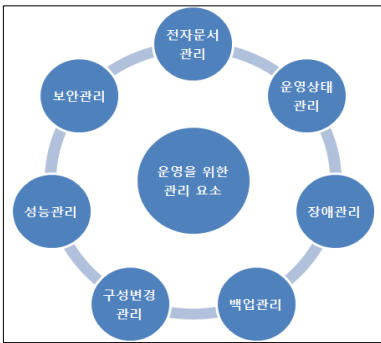 전자문서
관리
운영상태
관리
장애관리
백업관리
구성변경
관리
성능관리
보안관리
운영을 위한
관리 요소